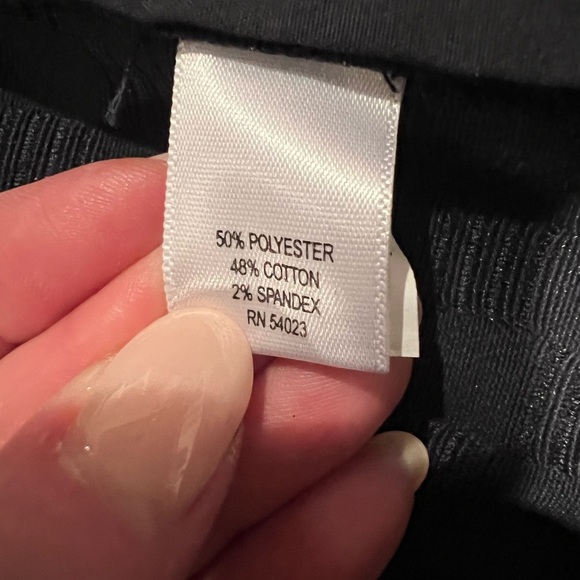 50% POLYESTER
48% COTTON
2% SPANDEX
RN 54023